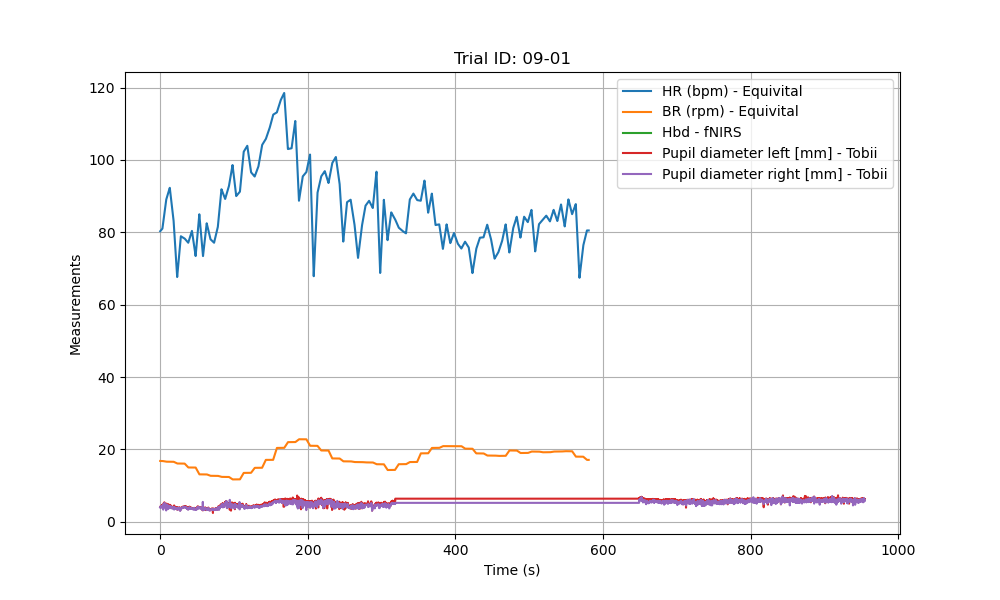 Trial ID: 09-01
120
100
80
60
40
20
0
Measurements
HR (bpm) - Equivital
BR (rpm) - Equivital
Hbd - fNIRS
Pupil diameter left [mm] - Tobii
Pupil diameter right [mm] - Tobii
0 200 400 600 800 1000
Time (s)